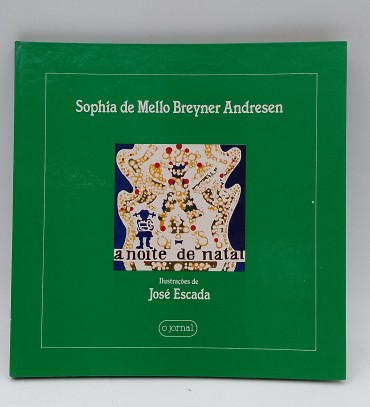 Sophia de Mello Breyner Andresen
a noite de natal
Ilustrações de
José Escada
o jornal